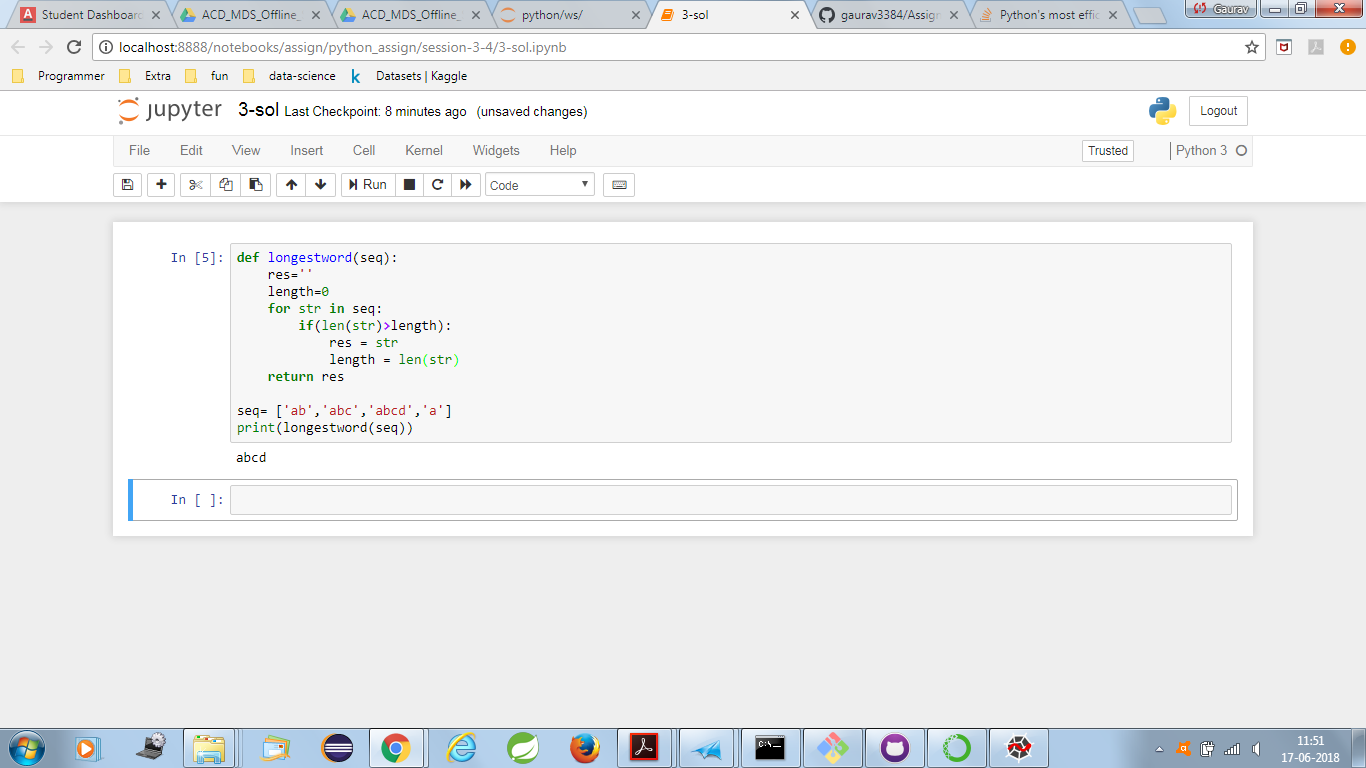 Student Dashboard
ACD_MDS_Offline_
ACD_MDS_Offline_
python/ws/
3-sol
gaurav3384/Assign
Python's most effic
Gaurav
localhost:8888/notebooks/assign/python_assign/session-3-4/3-sol.ipynb
Programmer
Extra
fun
data-science
k
Datasets | Kaggle
jupyter 3-sol Last Checkpoint: 8 minutes ago (unsaved changes)
Logout
File Edit View Insert Cell Kernel Widgets Help
Trusted
Python 3
Run
Code
In [5]:
def longestword(seq):
    res=''
    length=0
    for str in seq:
        if(len(str)>length):
            res = str
            length = len(str)
    return res
seq= ['ab','abc','abcd','a']
print(longestword(seq))
abcd
In [ ]:
C:\_
11:51
17-06-2018